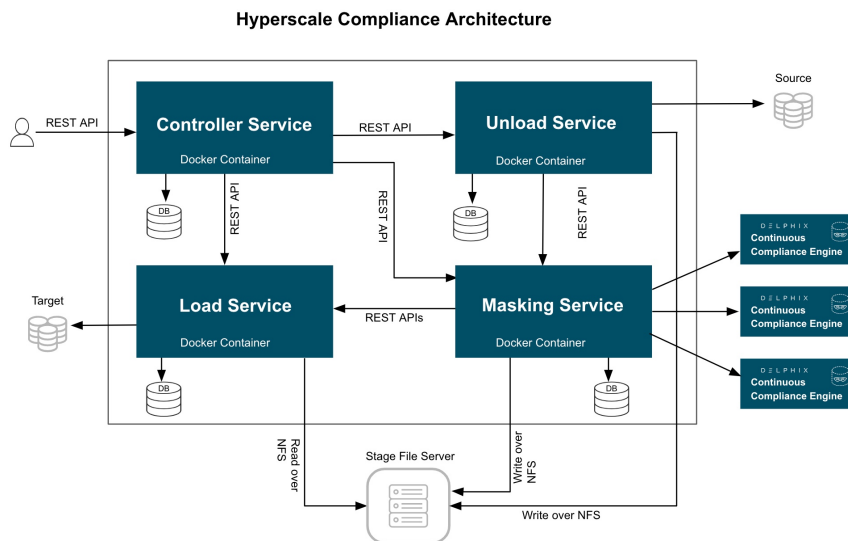 Hyperscale Compliance Architecture
Source
REST API
Controller Service
Docker Container
REST API
Unload Service
Docker Container
DB
REST API
REST API
DB
REST API
DELPHIX
Continuous
Compliance Engine
Target
Load Service
Docker Container
REST APIs
Masking Service
Docker Container
DELPHIX
Continuous
Compliance Engine
DELPHIX
Continuous
Compliance Engine
DB
DB
Read over
NFS
Stage File Server
Write over
NFS
Write over NFS